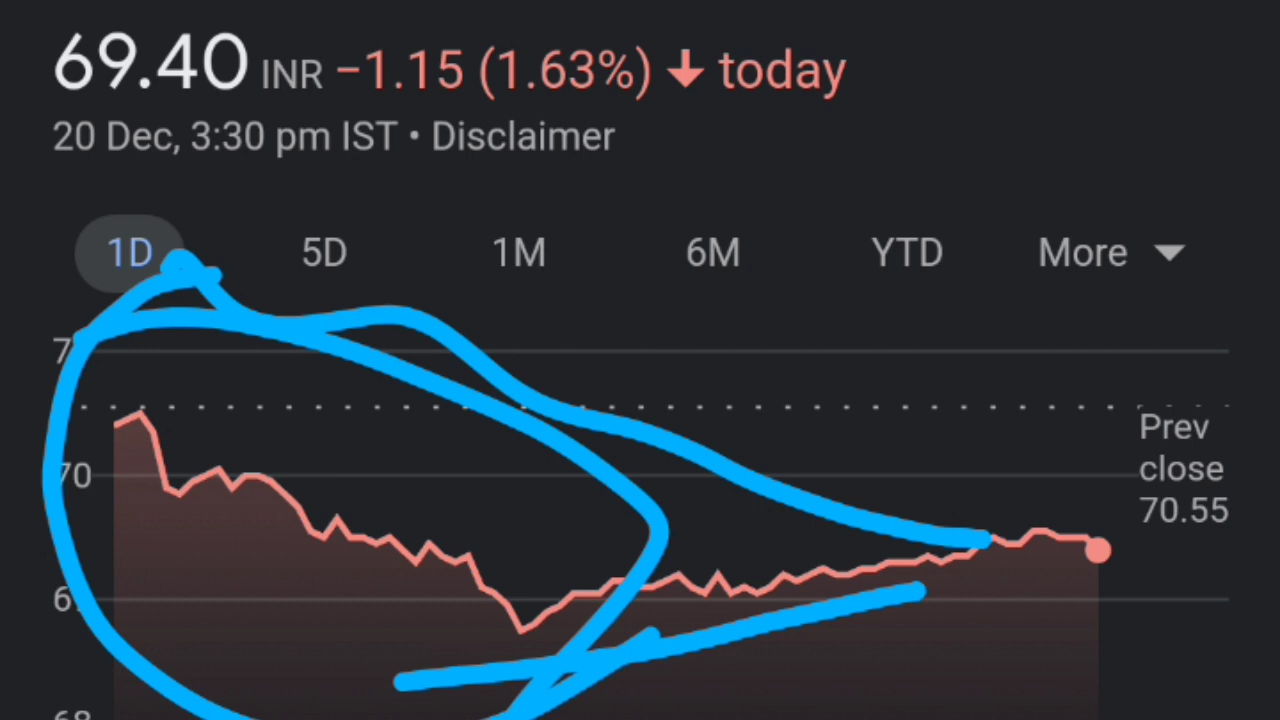 69.40 INR −1.15 (1.63%) ↓ today
20 Dec, 3:30 pm IST • Disclaimer
1D 5D 1M 6M YTD More
70
Prev
close
70.55